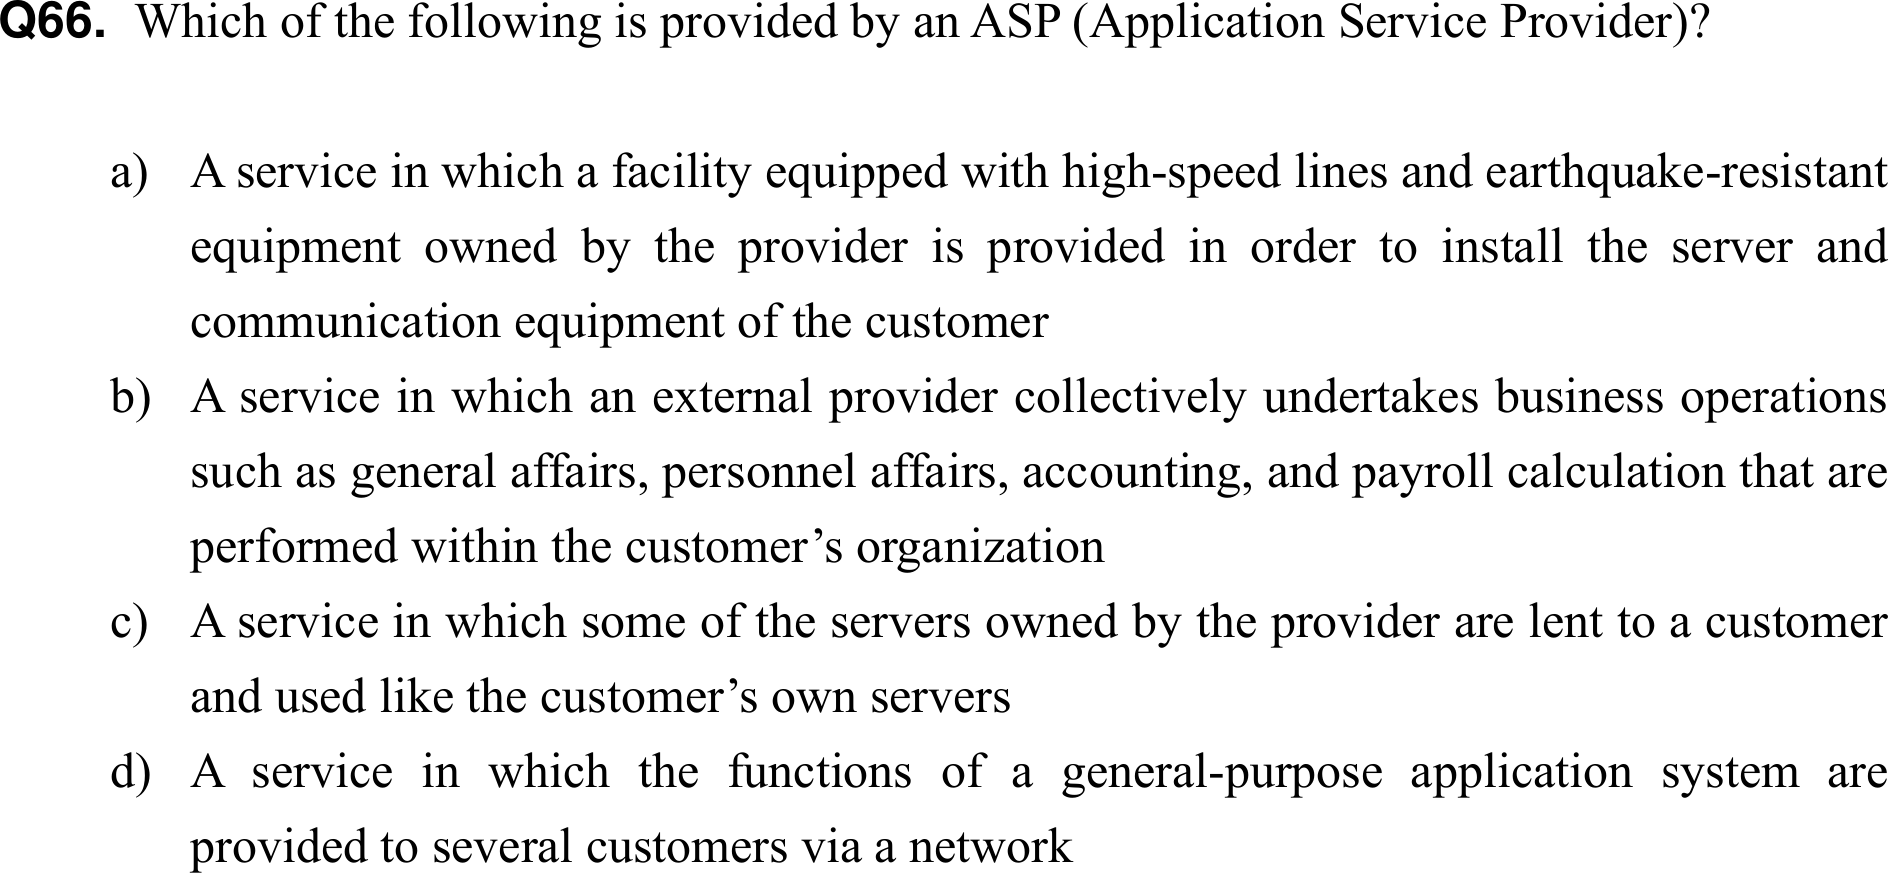 Q66. Which of the following is provided by an ASP (Application Service Provider)?
a) A service in which a facility equipped with high-speed lines and earthquake-resistant
equipment owned by the provider is provided in order to install the server and
communication equipment of the customer
b) A service in which an external provider collectively undertakes business operations
such as general affairs, personnel affairs, accounting, and payroll calculation that are
performed within the customer’s organization
c) A service in which some of the servers owned by the provider are lent to a customer
and used like the customer’s own servers
d) A service in which the functions of a general-purpose application system are
provided to several customers via a network